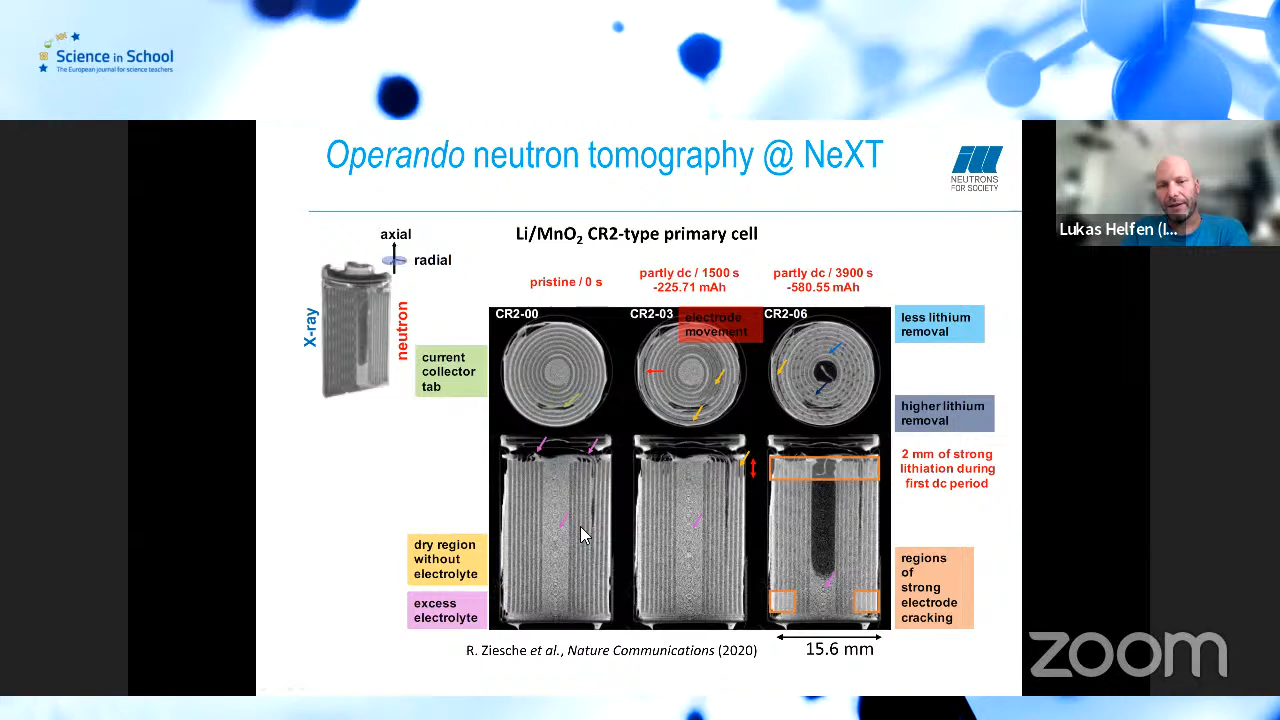 Science in School
The European journal for science teachers
Operando neutron tomography @ NeXT
NEUTRONS
FOR SOCIETY
Lukas Helfen (I...
Li/MnO₂ CR2-type primary cell
axial
radial
X-ray
neutron
pristine / 0 s
partly dc / 1500 s
-225.71 mAh
partly dc / 3900 s
-580.55 mAh
CR2-00
CR2-03
CR2-06
electrode
movement
less lithium
removal
current
collector
tab
higher lithium
removal
2 mm of strong
lithiation during
first dc period
dry region
without
electrolyte
excess
electrolyte
regions
of
strong
electrode
cracking
15.6 mm
R. Ziesche et al., Nature Communications (2020)
zoom